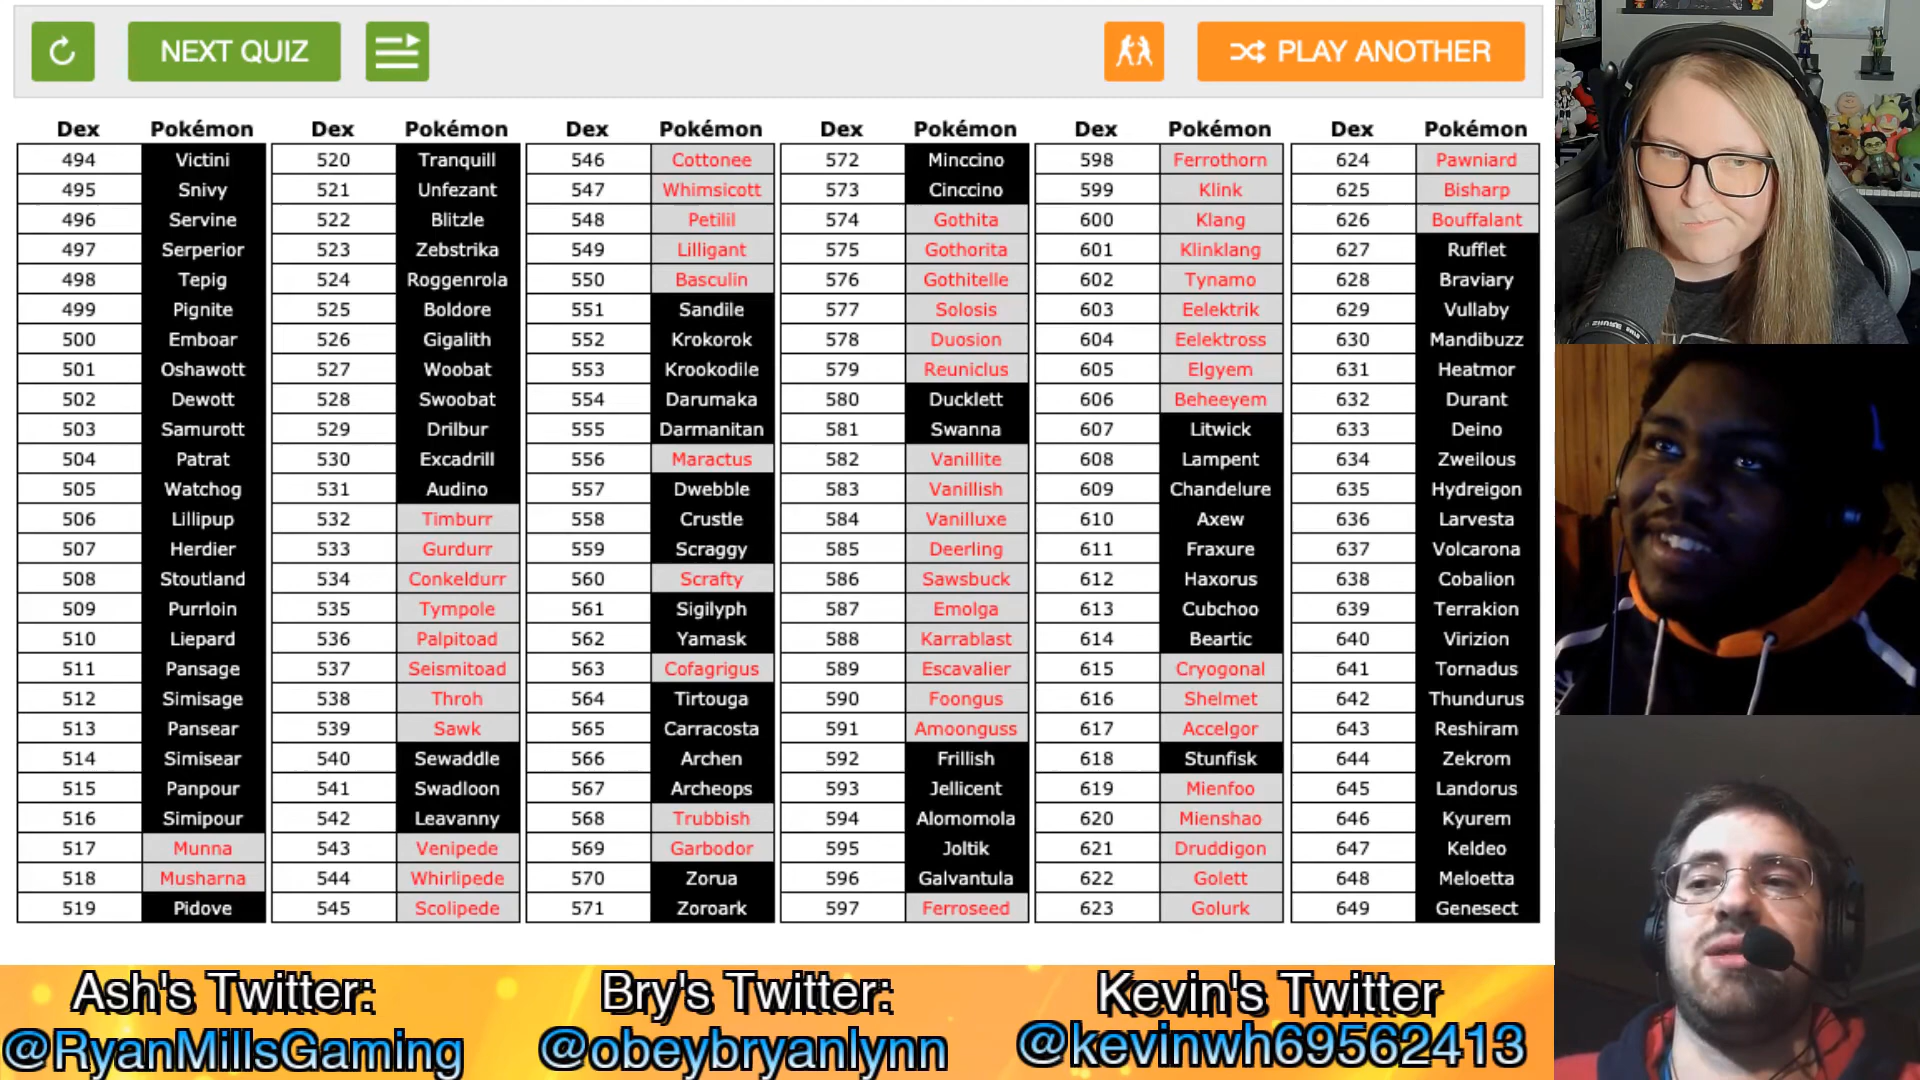 NEXT QUIZ PLAY ANOTHER
Dex Pokémon Dex Pokémon Dex Pokémon Dex Pokémon Dex Pokémon Dex Pokémon
494 Victini 520 Tranquill 546 Cottonee 572 Minccino 598 Ferrothorn 624 Pawniard
495 Snivy 521 Unfezant 547 Whimsicott 573 Cinccino 599 Klink 625 Bisharp
496 Servine 522 Blitzle 548 Petilil 574 Gothita 600 Klang 626 Bouffalant
497 Serperior 523 Zebstrika 549 Lilligant 575 Gothorita 601 Klinklang 627 Rufflet
498 Tepig 524 Roggenrola 550 Basculin 576 Gothitelle 602 Tynamo 628 Braviary
499 Pignite 525 Boldore 551 Sandile 577 Solosis 603 Eelektrik 629 Vullaby
500 Emboar 526 Gigalith 552 Krokorok 578 Duosion 604 Eelektross 630 Mandibuzz
501 Oshawott 527 Woobat 553 Krookodile 579 Reuniclus 605 Elgyem 631 Heatmor
502 Dewott 528 Swoobat 554 Darumaka 580 Ducklett 606 Beheeyem 632 Durant
503 Samurott 529 Drilbur 555 Darmanitan 581 Swanna 607 Litwick 633 Deino
504 Patrat 530 Excadrill 556 Maractus 582 Vanillite 608 Lampent 634 Zweilous
505 Watchog 531 Audino 557 Dwebble 583 Vanillish 609 Chandelure 635 Hydreigon
506 Lillipup 532 Timburr 558 Crustle 584 Vanilluxe 610 Axew 636 Larvesta
507 Herdier 533 Gurdurr 559 Scraggy 585 Deerling 611 Fraxure 637 Volcarona
508 Stoutland 534 Conkeldurr 560 Scrafty 586 Sawsbuck 612 Haxorus 638 Cobalion
509 Purrloin 535 Tympole 561 Sigilyph 587 Emolga 613 Cubchoo 639 Terrakion
510 Liepard 536 Palpitoad 562 Yamask 588 Karrablast 614 Beartic 640 Virizion
511 Pansage 537 Seismitoad 563 Cofagrigus 589 Escavalier 615 Cryogonal 641 Tornadus
512 Simisage 538 Throh 564 Tirtouga 590 Foongus 616 Shelmet 642 Thundurus
513 Pansear 539 Sawk 565 Carracosta 591 Amoonguss 617 Accelgor 643 Reshiram
514 Simisear 540 Sewaddle 566 Archen 592 Frillish 618 Stunfisk 644 Zekrom
515 Panpour 541 Swadloon 567 Archeops 593 Jellicent 619 Mienfoo 645 Landorus
516 Simipour 542 Leavanny 568 Trubbish 594 Alomomola 620 Mienshao 646 Kyurem
517 Munna 543 Venipede 569 Garbodor 595 Joltik 621 Druddigon 647 Keldeo
518 Musharna 544 Whirlipede 570 Zorua 596 Galvantula 622 Golett 648 Meloetta
519 Pidove 545 Scolipede 571 Zoroark 597 Ferroseed 623 Golurk 649 Genesect
Ash's Twitter: Bry's Twitter: Kevin's Twitter
@RyanMillsGaming @obeybryanlynn @kevinwh69562413